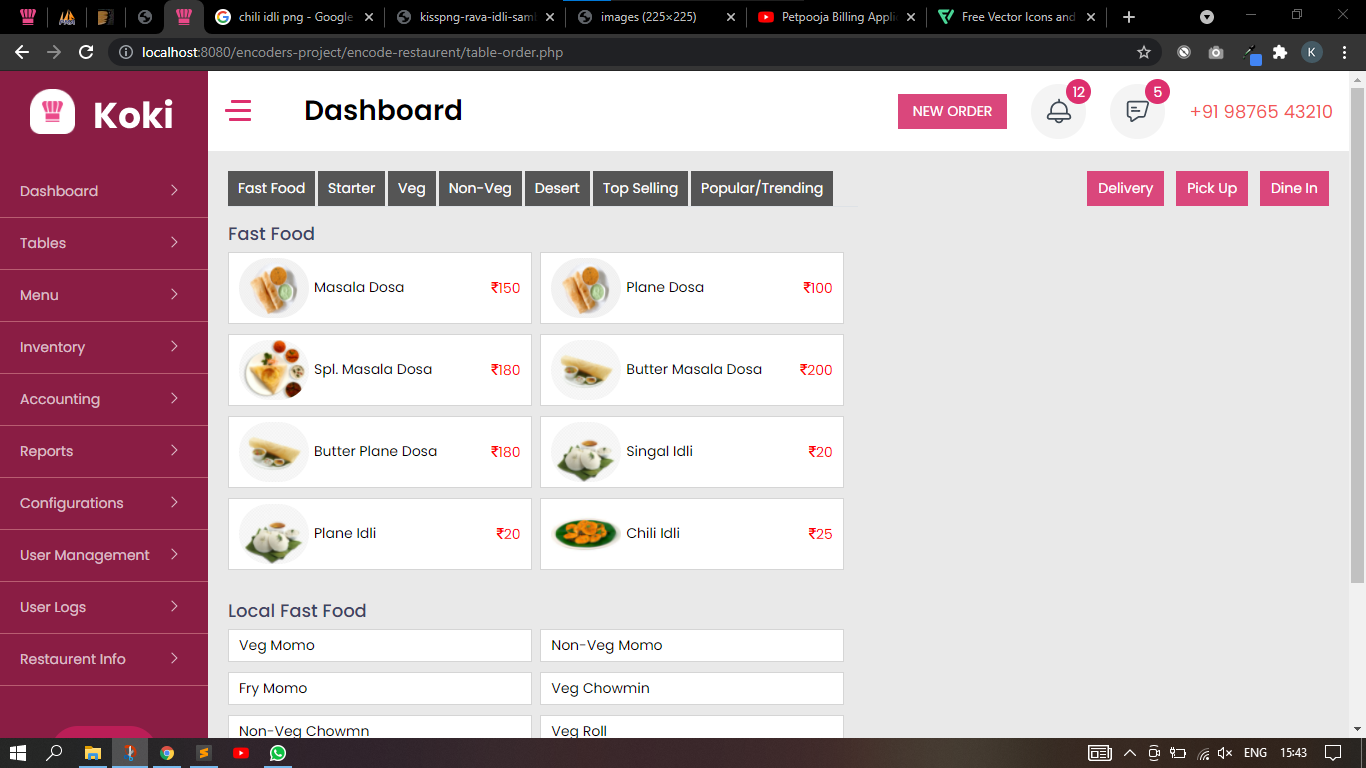 Koki
chili idli png - Google
kisspng-rava-idli-saml
images (225×225)
Petpooja Billing Appli
Free Vector Icons and
localhost:8080/encoders-project/encode-restaurent/table-order.php
K
Koki
Dashboard
NEW ORDER
12
5
+91 98765 43210
Dashboard
Tables
Menu
Inventory
Accounting
Reports
Configurations
User Management
User Logs
Restaurent Info
Fast Food
Starter
Veg
Non-Veg
Desert
Top Selling
Popular/Trending
Delivery
Pick Up
Dine In
Fast Food
Masala Dosa ₹150
Plane Dosa ₹100
Spl. Masala Dosa ₹180
Butter Masala Dosa ₹200
Butter Plane Dosa ₹180
Singal Idli ₹20
Plane Idli ₹20
Chili Idli ₹25
Local Fast Food
Veg Momo
Non-Veg Momo
Fry Momo
Veg Chowmin
Non-Veg Chowmn
Veg Roll
ENG
15:43